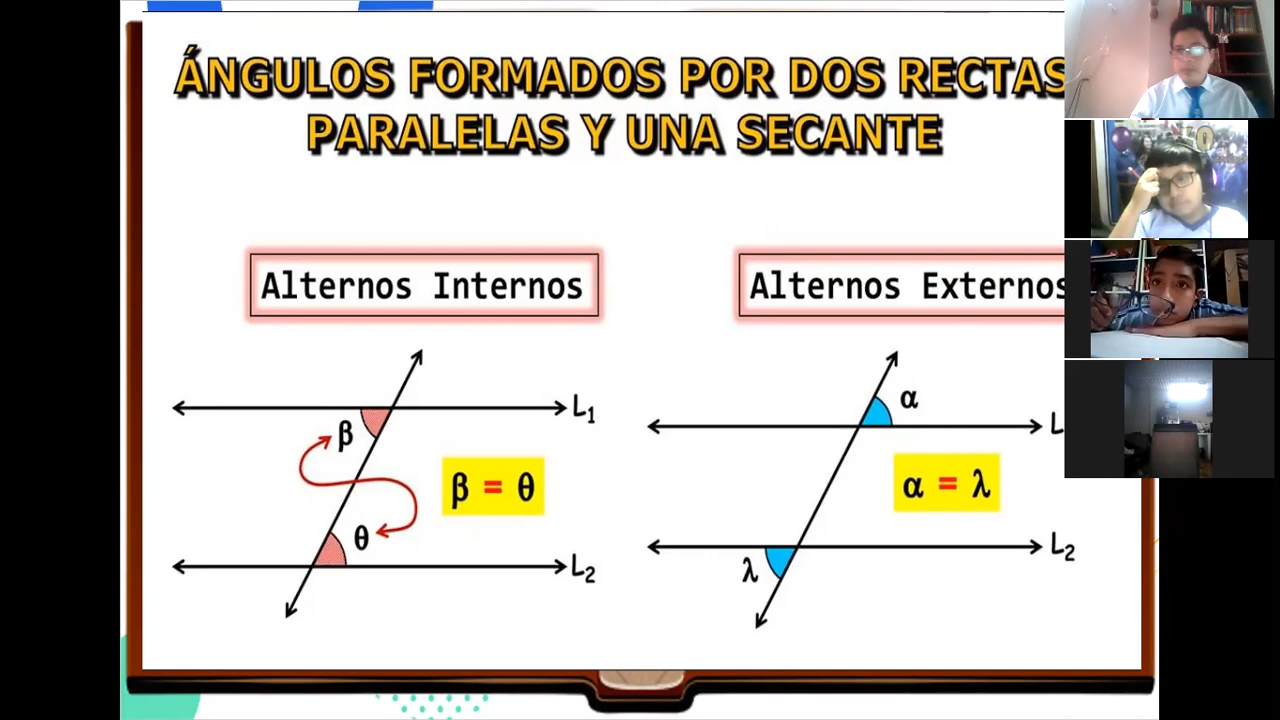 ÁNGULOS FORMADOS POR DOS RECTAS
PARALELAS Y UNA SECANTE
Alternos Internos
Alternos Externos
L₁
β
β = θ
θ
L₂
α
L
α = λ
λ
L₂